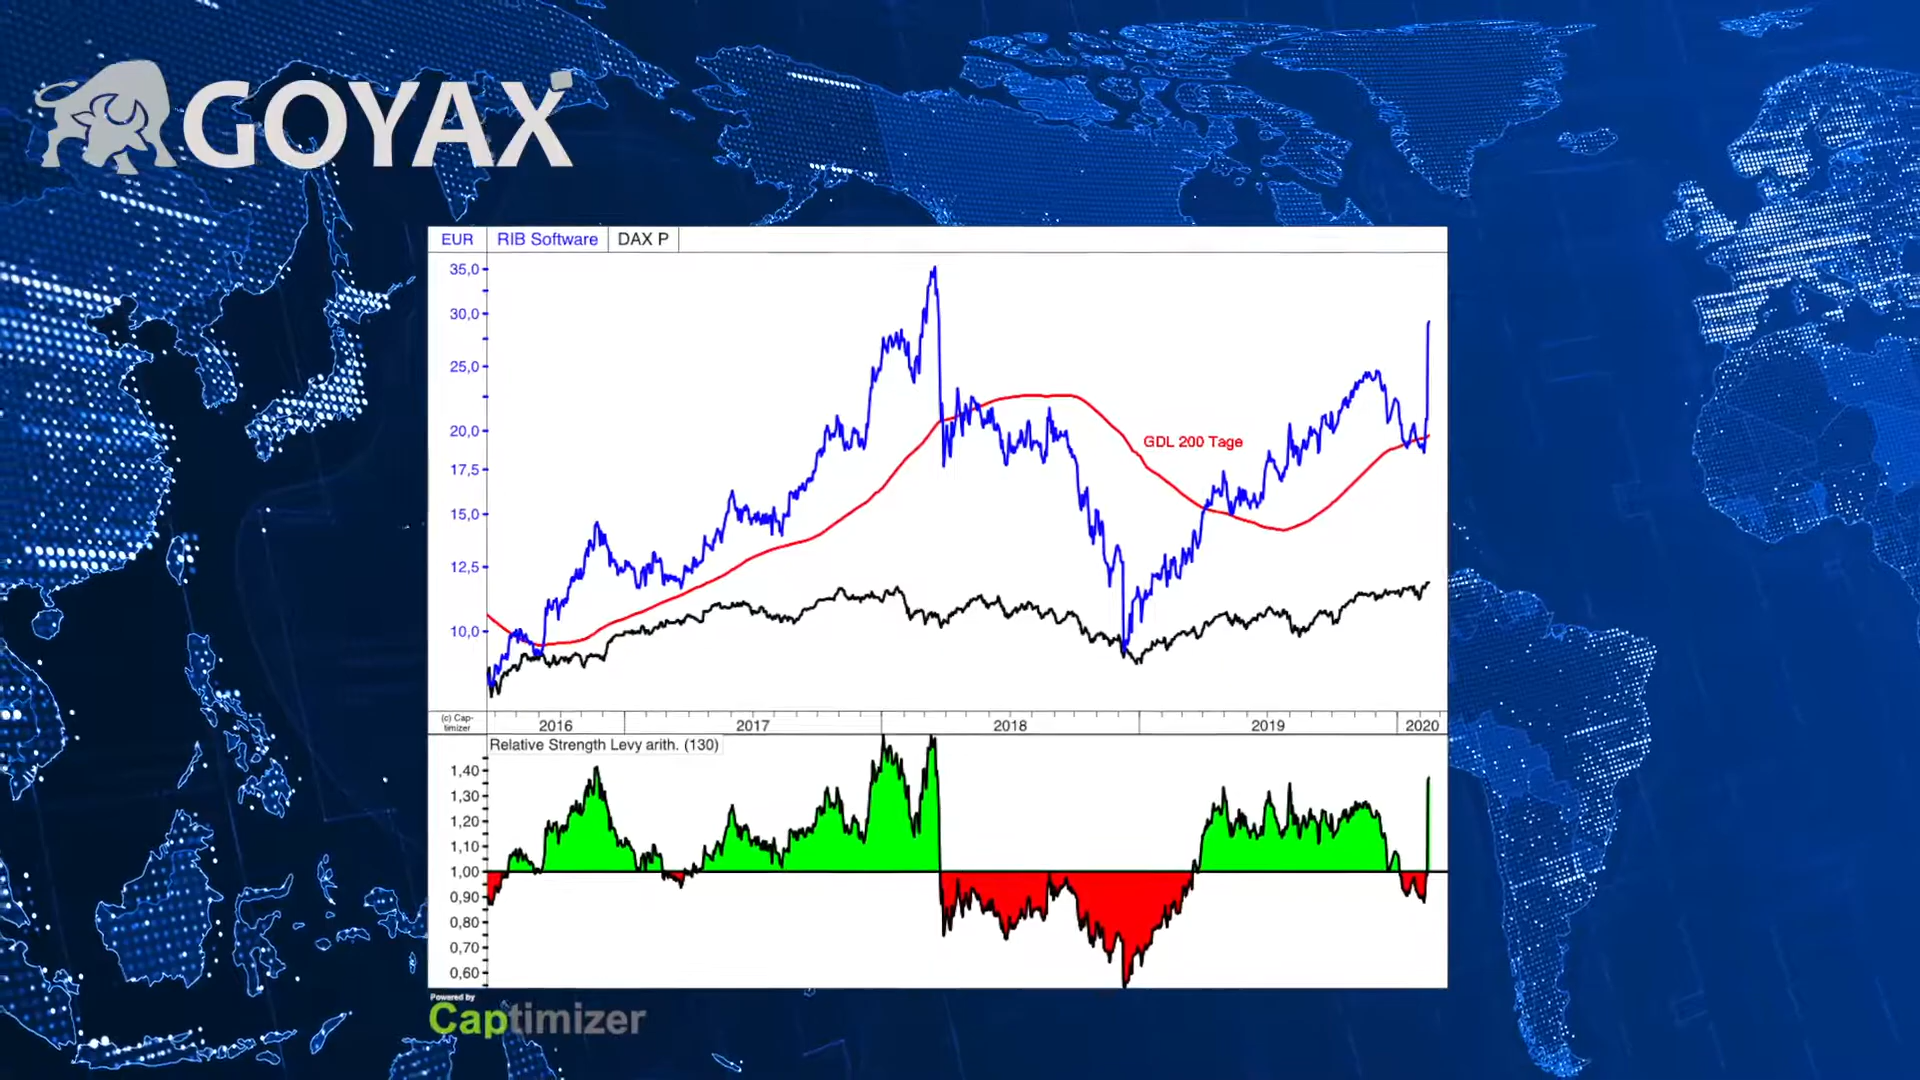 GOYAX
EUR RIB Software DAX P
35,0
30,0
25,0
20,0
17,5
15,0
12,5
10,0
GDL 200 Tage
(c) Cap-
timizer
2016 2017 2018 2019 2020
Relative Strength Levy arith. (130)
1,40
1,30
1,20
1,10
1,00
0,90
0,80
0,70
0,60
Powered by
Captimizer